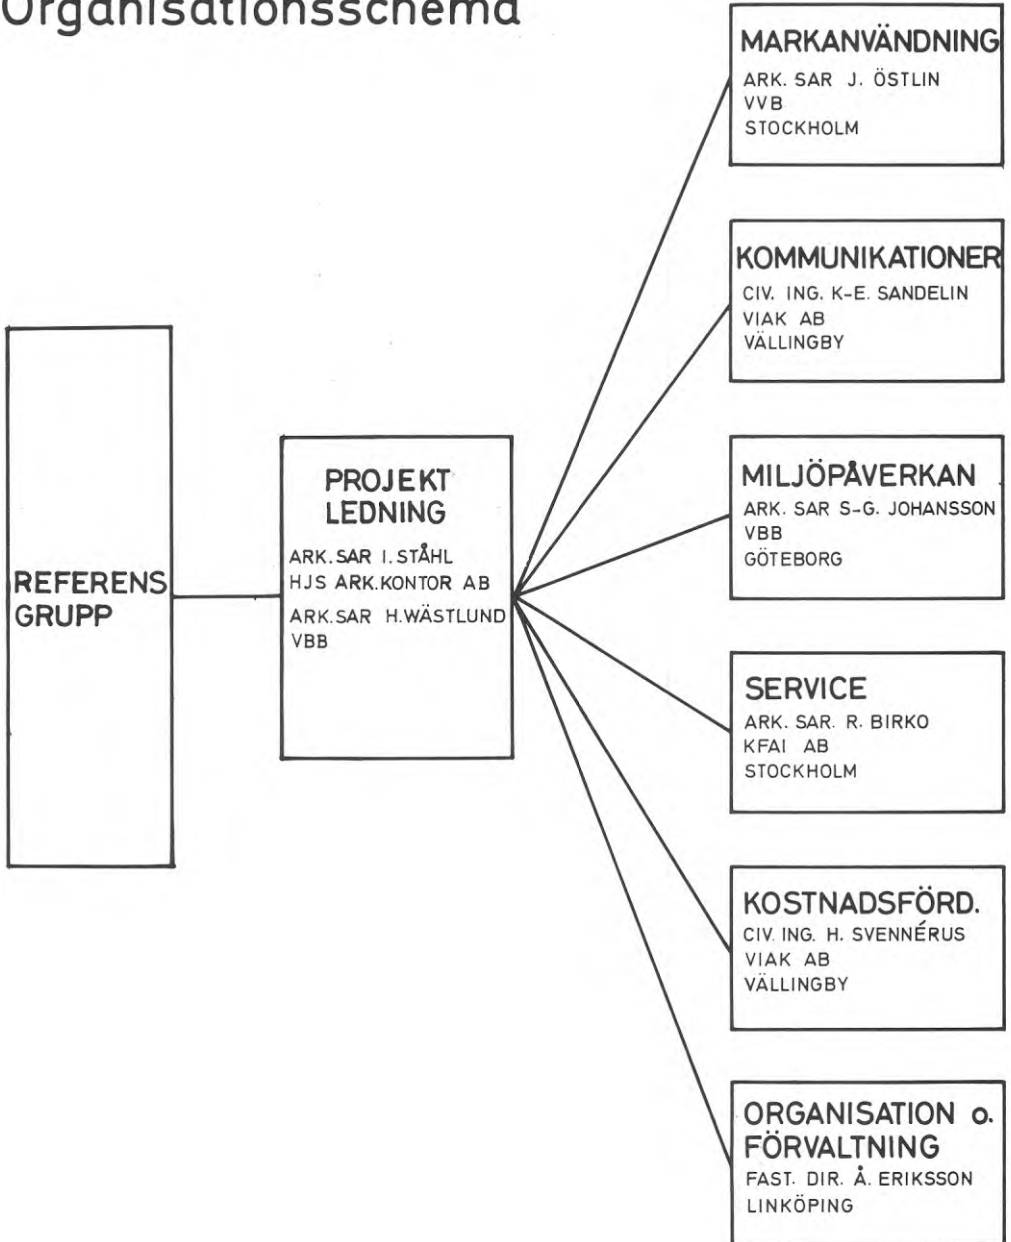 Organisationsschema
REFERENS
GRUPP
PROJEKT
LEDNING
ARK.SAR I.STÅHL
HJS ARK.KONTOR AB
ARK.SAR H.WÄSTLUND
VBB
MARKANVÄNDNING
ARK. SAR J. ÖSTLIN
VVB
STOCKHOLM
KOMMUNIKATIONER
CIV. ING. K-E. SANDELIN
VIAK AB
VÄLLINGBY
MILJÖPÅVERKAN
ARK. SAR S-G. JOHANSSON
VBB
GÖTEBORG
SERVICE
ARK. SAR. R. BIRKO
KFAI AB
STOCKHOLM
KOSTNADSFÖRD.
CIV. ING. H. SVENNÉRUS
VIAK AB
VÄLLINGBY
ORGANISATION o.
FÖRVALTNING
FAST. DIR. Å. ERIKSSON
LINKÖPING